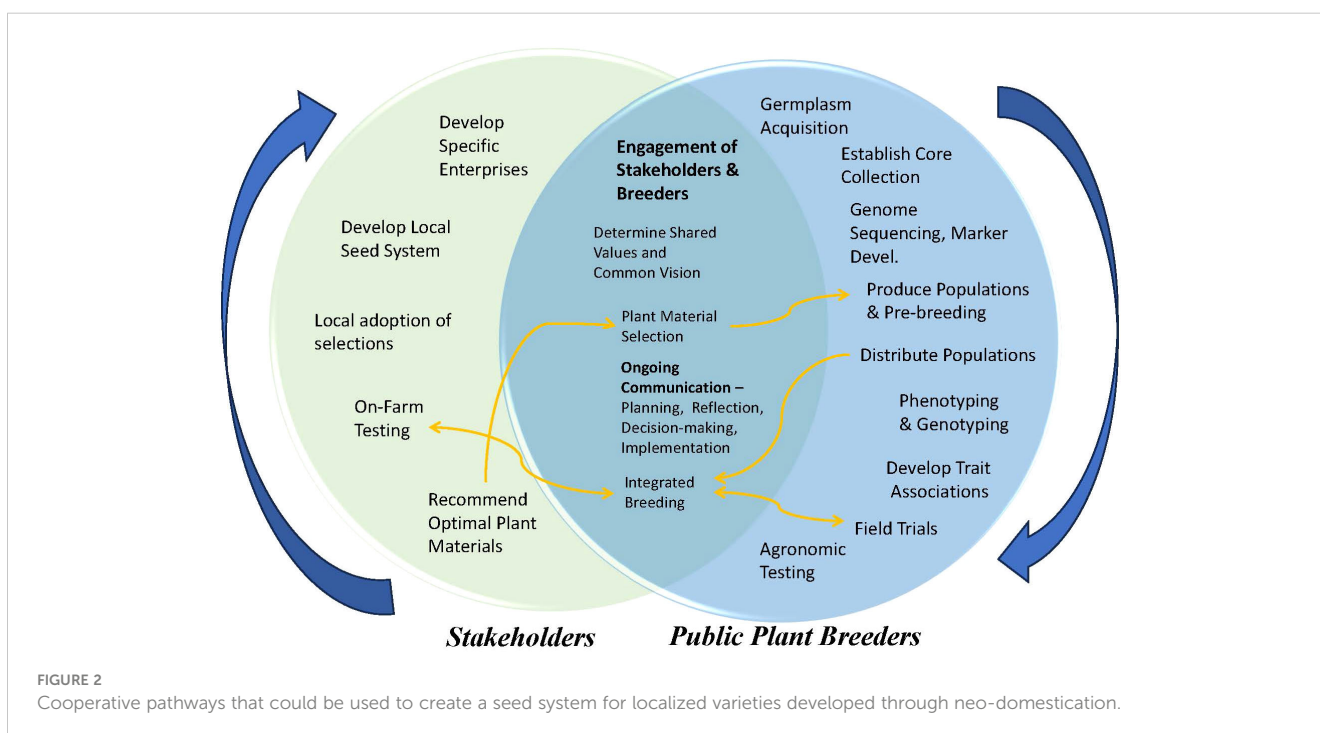 Develop
Specific
Enterprises
Develop Local
Seed System
Local adoption of
selections
On-Farm
Testing
Recommend
Optimal Plant
Materials
Engagement of
Stakeholders &
Breeders
Determine Shared
Values and
Common Vision
Plant Material
Selection
Ongoing
Communication –
Planning, Reflection,
Decision-making,
Implementation
Integrated
Breeding
Germplasm
Acquisition
Establish Core
Collection
Genome
Sequencing, Marker
Devel.
Produce Populations
& Pre-breeding
Distribute Populations
Phenotyping
& Genotyping
Develop Trait
Associations
Field Trials
Agronomic
Testing
Stakeholders
Public Plant Breeders
FIGURE 2
Cooperative pathways that could be used to create a seed system for localized varieties developed through neo-domestication.